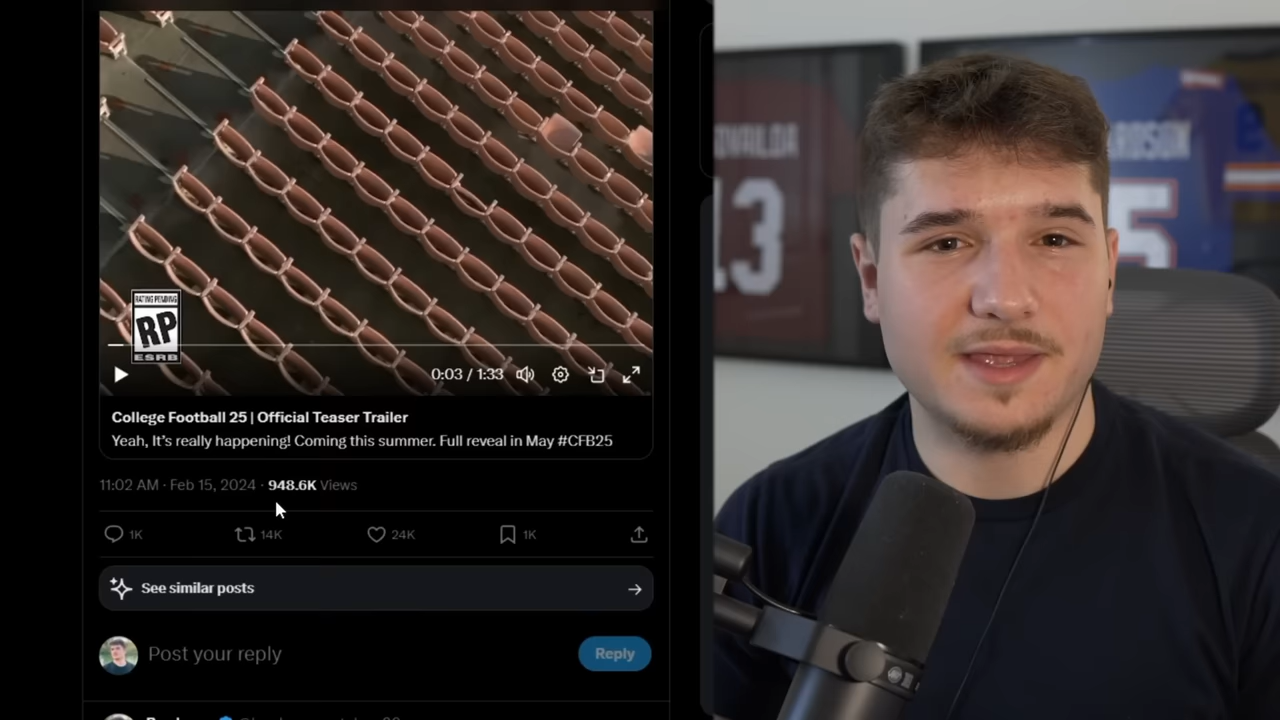 RATING PENDING
RP
ESRB
0:03 / 1:33
College Football 25 | Official Teaser Trailer
Yeah, It's really happening! Coming this summer. Full reveal in May #CFB25
11:02 AM · Feb 15, 2024 · 948.6K Views
1K
14K
24K
1K
See similar posts
Post your reply
Reply
13
5